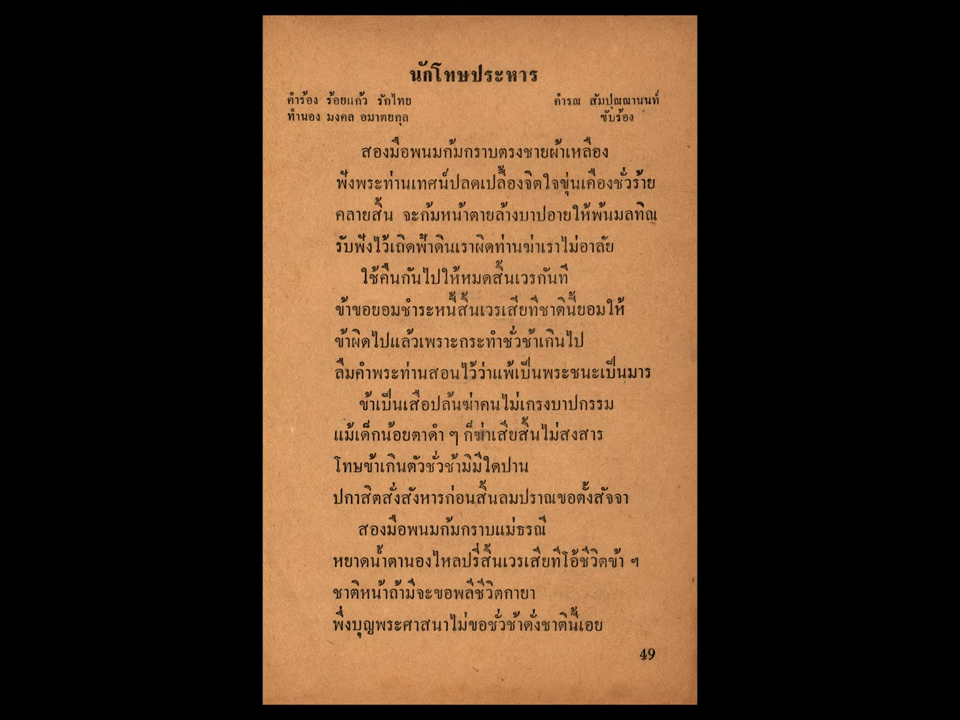 นักโทษประหาร
คำร้อง ร้อยแก้ว รักไทย
ทำนอง มงคล อมาตยกุล
คำรณ สัมปุณณานนท์
ขับร้อง
สองมือพนมก้มกราบตรงชายผ้าเหลือง
ฟังพระท่านเทศน์ปลดเปลื้องจิตใจขุ่นเคืองชั่วร้าย
คลายสิ้น จะก้มหน้าตายล้างบาปอายให้พ้นมลทิณ
รับฟังไว้เถิดฟ้าดินเราผิดท่านฆ่าเราไม่อาลัย
ใช้คืนกันไปให้หมดสิ้นเวรกันที
ข้าขอยอมชำระหนี้สิ้นเวรเสียทีชาตินี้ยอมให้
ข้าผิดไปแล้วเพราะกระทำชั่วช้าเกินไป
ลืมคำพระท่านสอนไว้ว่าแพ้เป็นพระชนะเป็นมาร
ข้าเป็นเสือปล้นฆ่าคนไม่เกรงบาปกรรม
แม้เด็กน้อยตาดำ ๆ ก็ฆ่าเสียสิ้นไม่สงสาร
โทษข้าเกินตัวชั่วช้ามิมีใดปาน
ปกาสิตสั่งสังหารก่อนสิ้นลมปราณขอตั้งสัจจา
สองมือพนมก้มกราบแม่ธรณี
หยาดน้ำตานองไหลปรี่สิ้นเวรเสียทีโอ้ชีวิตข้า ฯ
ชาติหน้าถ้ามีจะขอพลีชีวิตกายา
พึ่งบุญพระศาสนาไม่ขอชั่วช้าดั่งชาตินี้เอย
49